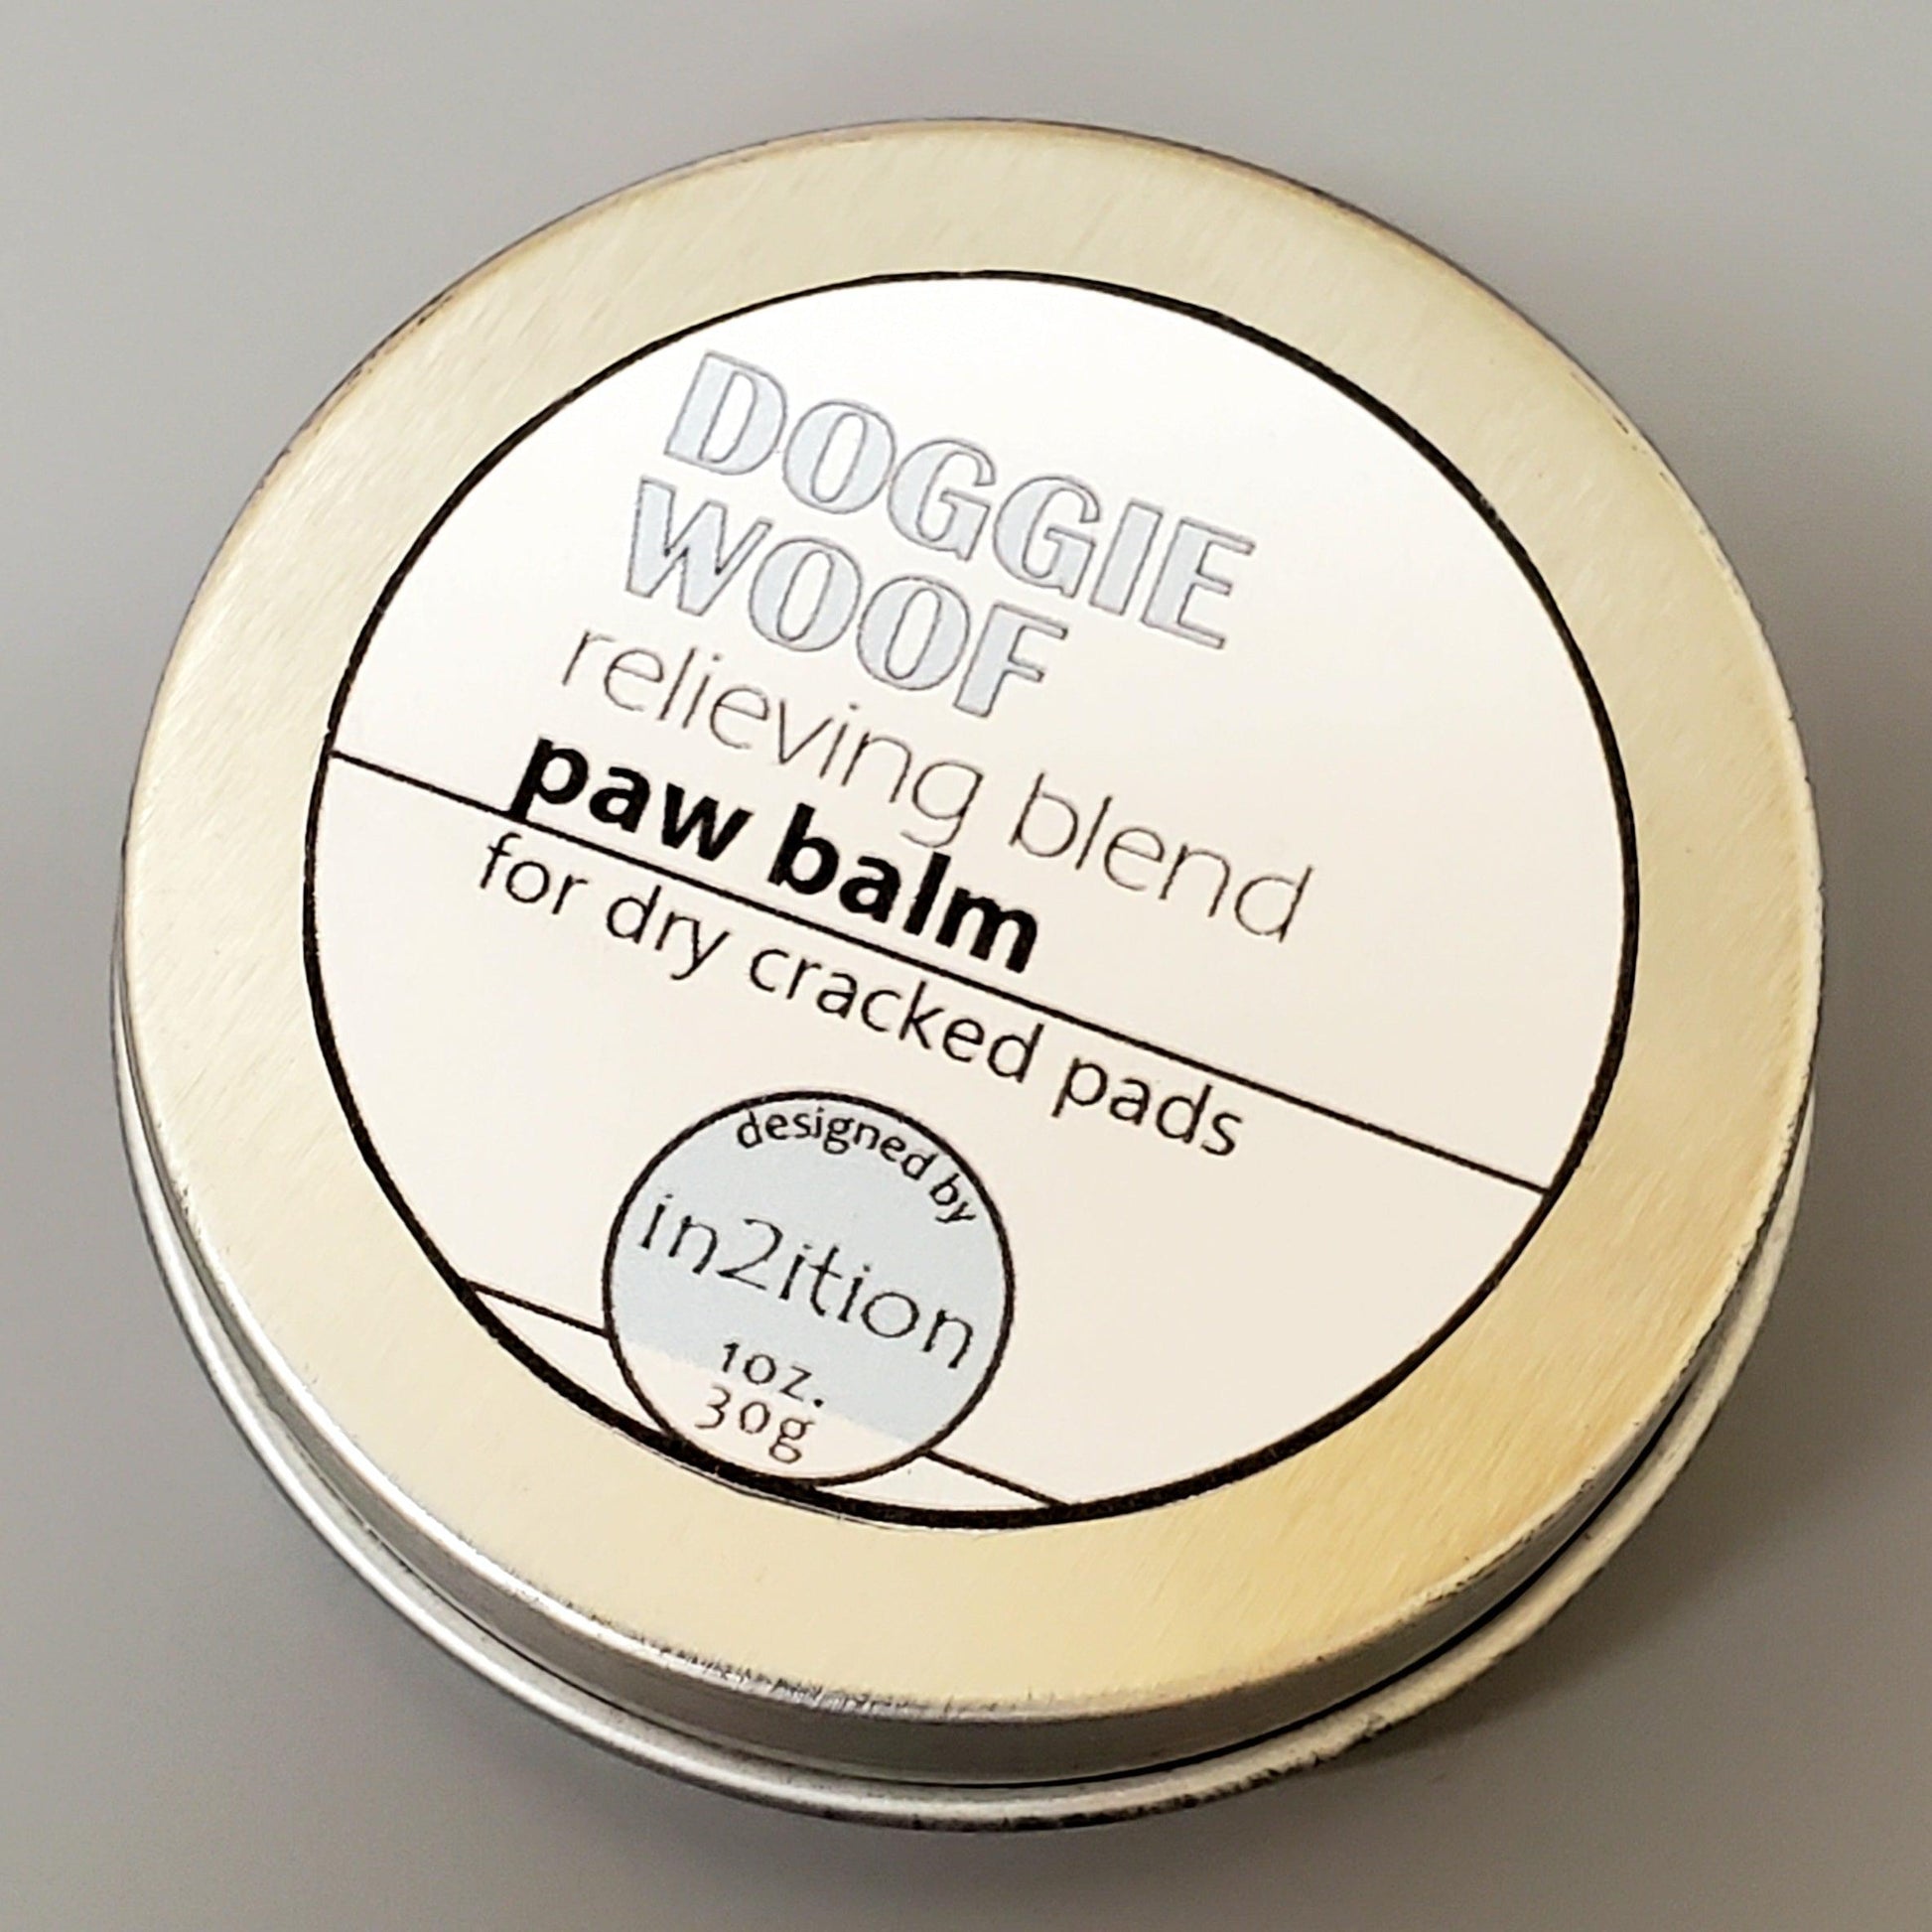 DOGGIE
WOOF
relieving blend
paw balm
for dry cracked pads
designed by
in2ition
1oz.
30g